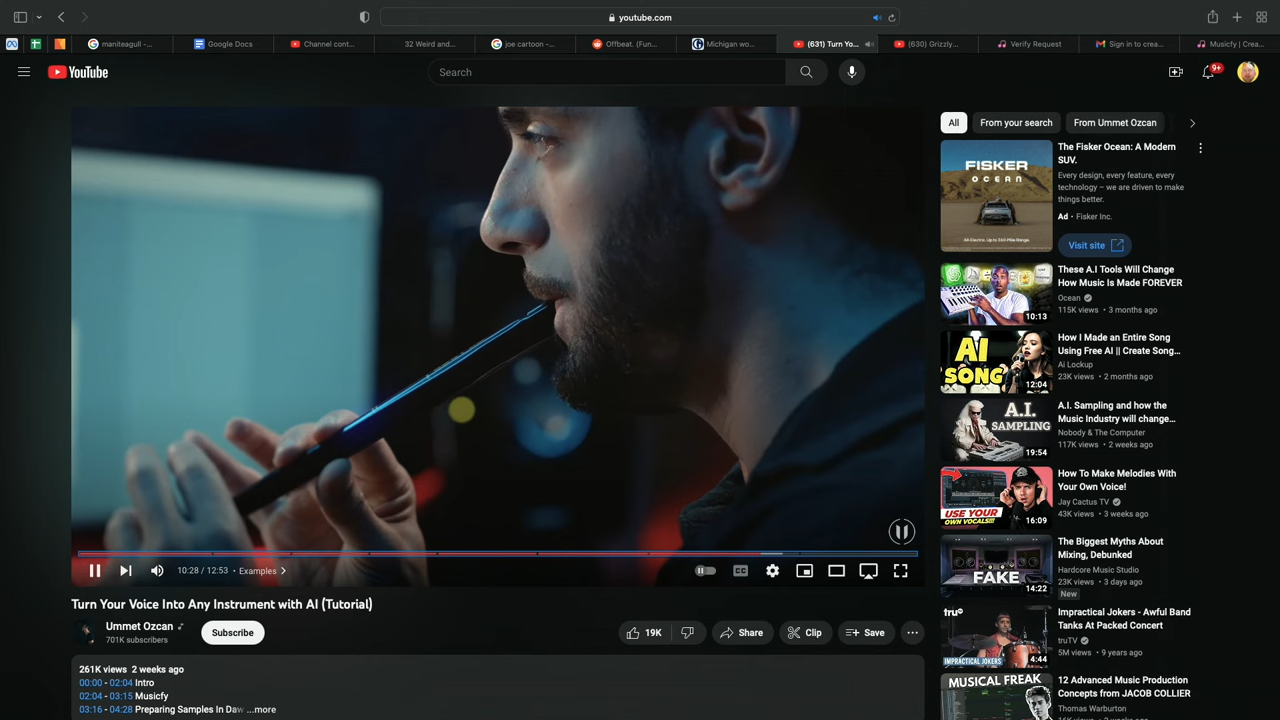 youtube.com
maniteagull -...
Google Docs
Channel cont...
32 Weird and...
joe cartoon -...
Offbeat. (Fun...
Michigan wo...
(631) Turn Yo...
(630) Grizzly...
Verify Request
Sign in to crea...
Musicfy | Crea...
YouTube
Search
9+
All
From your search
From Ummet Ozcan
FISKER
OCEAN
The Fisker Ocean: A Modern
SUV.
Every design, every feature, every
technology – we are driven to make
things better.
Ad · Fisker Inc.
Visit site
These A.I Tools Will Change
How Music Is Made FOREVER
Ocean
115K views · 3 months ago
10:13
AI
SONG
12:04
How I Made an Entire Song
Using Free AI || Create Song...
Ai Lockup
23K views · 2 months ago
A.I.
SAMPLING
19:54
A.I. Sampling and how the
Music Industry will change...
Nobody & The Computer
117K views · 2 weeks ago
USE YOUR
OWN VOCALS!!!
16:09
How To Make Melodies With
Your Own Voice!
Jay Cactus TV
43K views · 3 weeks ago
FAKE
14:22
The Biggest Myths About
Mixing, Debunked
Hardcore Music Studio
23K views · 3 days ago
New
tru
IMPRACTICAL JOKERS
4:44
Impractical Jokers - Awful Band
Tanks At Packed Concert
truTV
5M views · 9 years ago
MUSICAL FREAK
12 Advanced Music Production
Concepts from JACOB COLLIER
Thomas Warburton
10:28 / 12:53 · Examples
CC
Turn Your Voice Into Any Instrument with AI (Tutorial)
Ummet Ozcan
701K subscribers
Subscribe
19K
Share
Clip
Save
261K views 2 weeks ago
00:00 - 02:04 Intro
02:04 - 03:15 Musicfy
03:16 - 04:28 Preparing Samples In Daw ...more